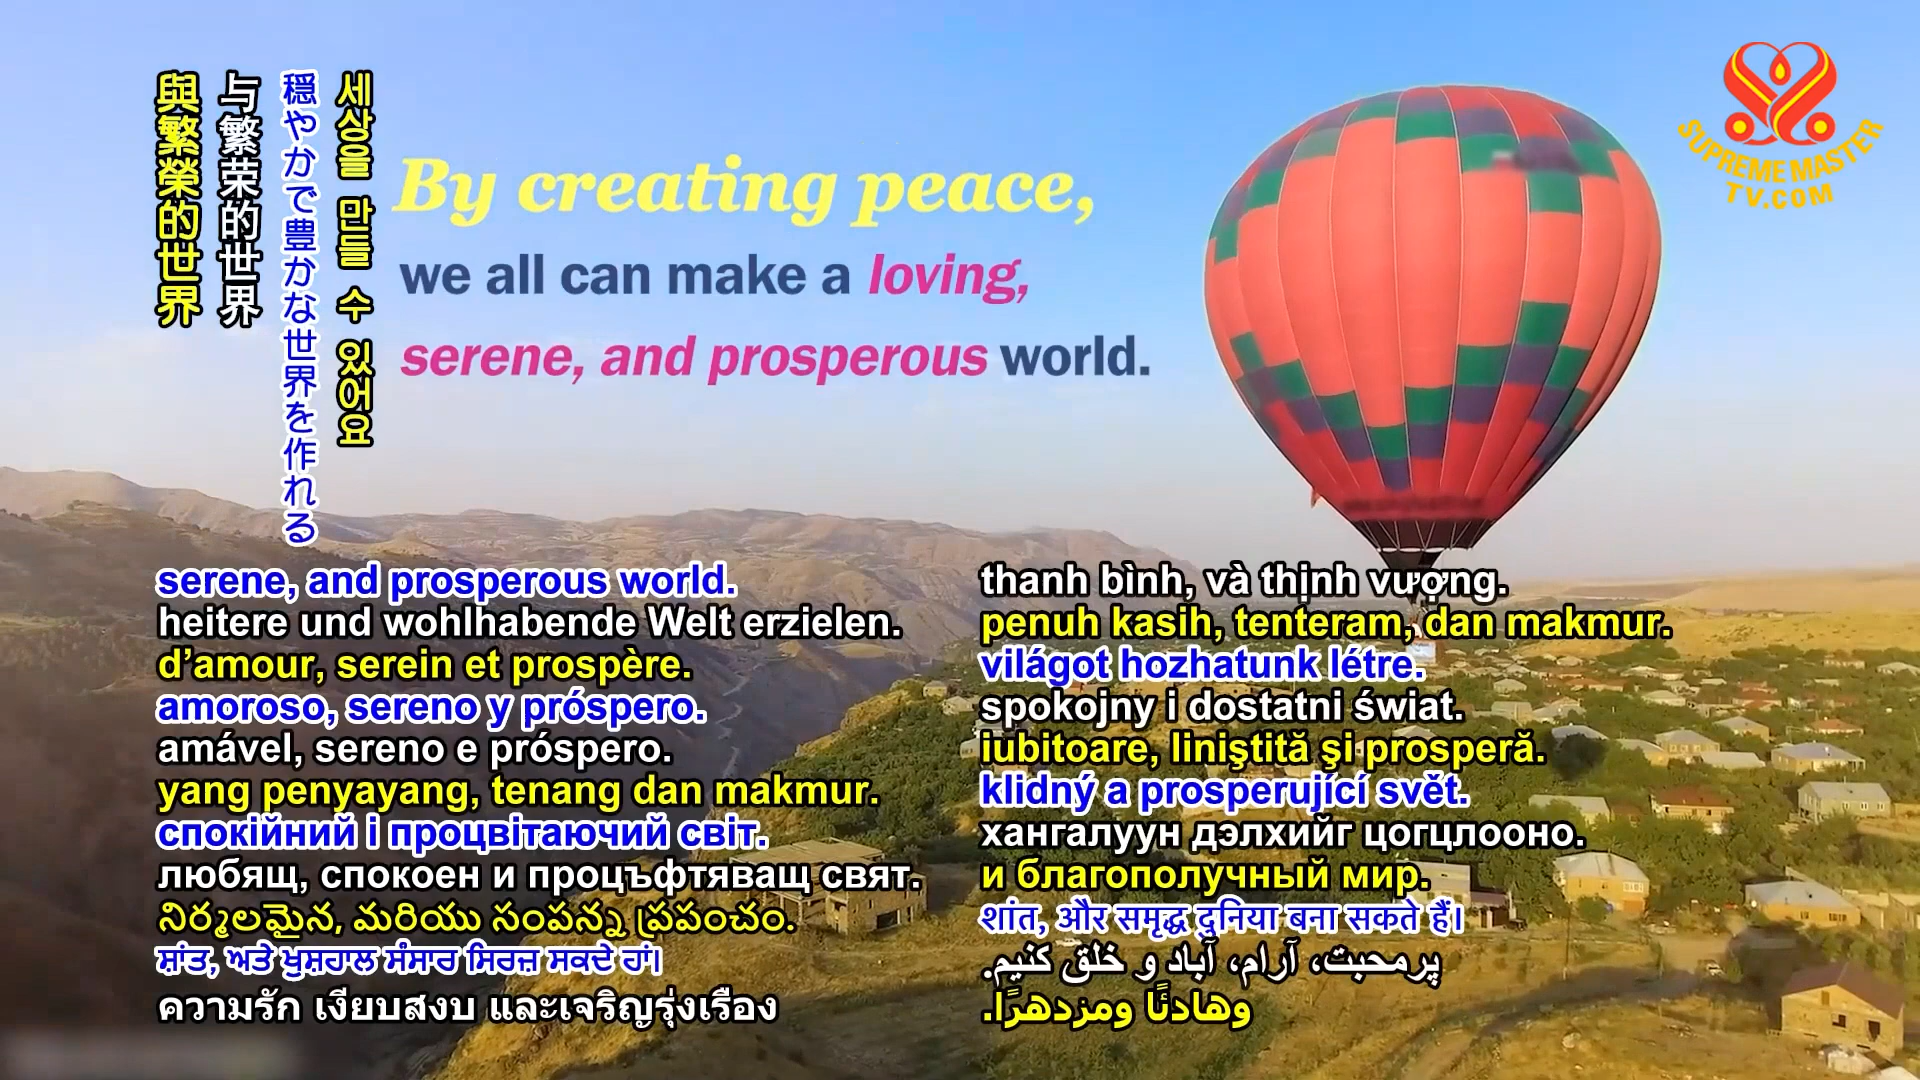 與繁榮的世界
与繁荣的世界
穏やかで豊かな世界を作れる
세상을 만들 수 있어요
By creating peace,
we all can make a loving,
serene, and prosperous world.
SUPREME MASTER
TV.COM
serene, and prosperous world.
heitere und wohlhabende Welt erzielen.
d’amour, serein et prospère.
amoroso, sereno y próspero.
amável, sereno e próspero.
yang penyayang, tenang dan makmur.
спокійний і процвітаючий світ.
любящ, спокоен и процъфтяващ свят.
నిర్మలమైన, మరియు సంపన్న ప్రపంచం.
ਸ਼ਾਂਤ, ਅਤੇ ਖੁਸ਼ਹਾਲ ਸੰਸਾਰ ਸਿਰਜ਼ ਸਕਦੇ ਹਾਂ।
ความรัก เงียบสงบ และเจริญรุ่งเรือง
thanh bình, và thịnh vượng.
penuh kasih, tenteram, dan makmur.
világot hozhatunk létre.
spokojny i dostatni świat.
iubitoare, liniştită şi prosperă.
klidný a prosperující svět.
хангалуун дэлхийг цогцлооно.
и благополучный мир.
शांत, और समृद्ध दुनिया बना सकते हैं।
پرمحبت، آرام، آباد و خلق کنیم.
وهادئًا ومزدهرًا.